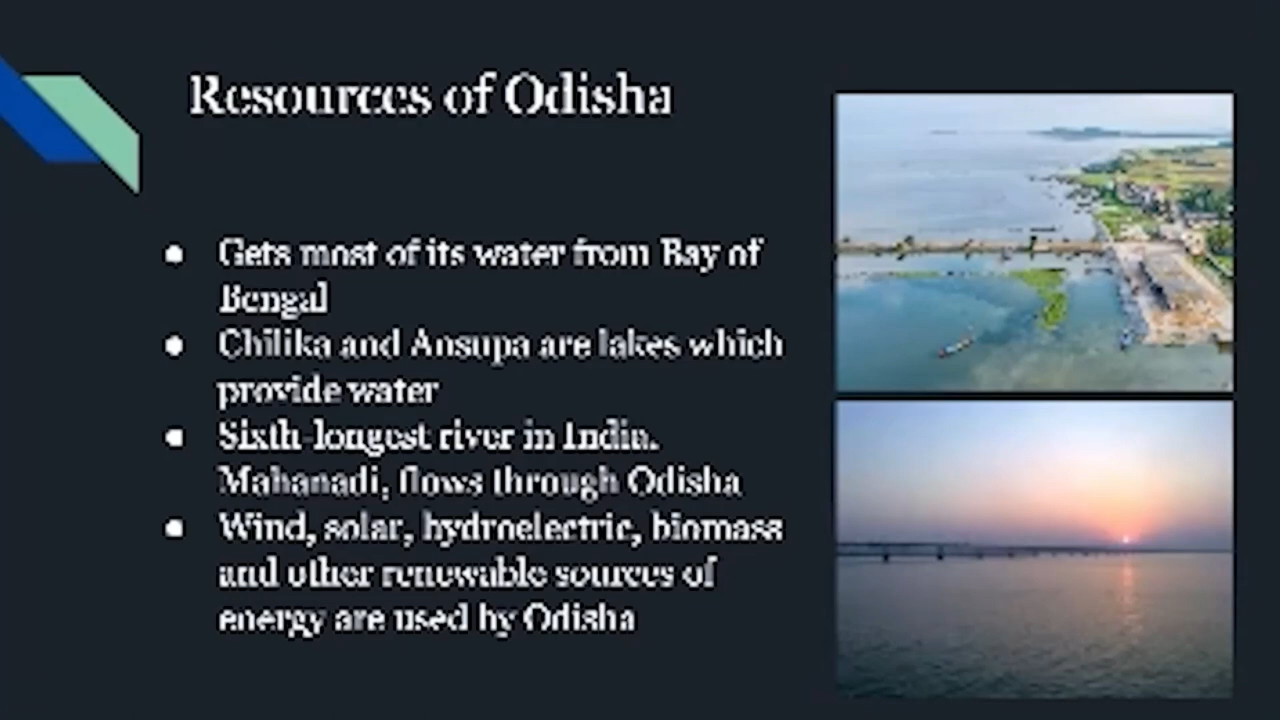 Resources of Odisha
● Gets most of its water from Bay of
Bengal
● Chilika and Ansupa are lakes which
provide water
● Sixth-longest river in India.
Mahanadi, flows through Odisha
● Wind, solar, hydroelectric, biomass
and other renewable sources of
energy are used by Odisha